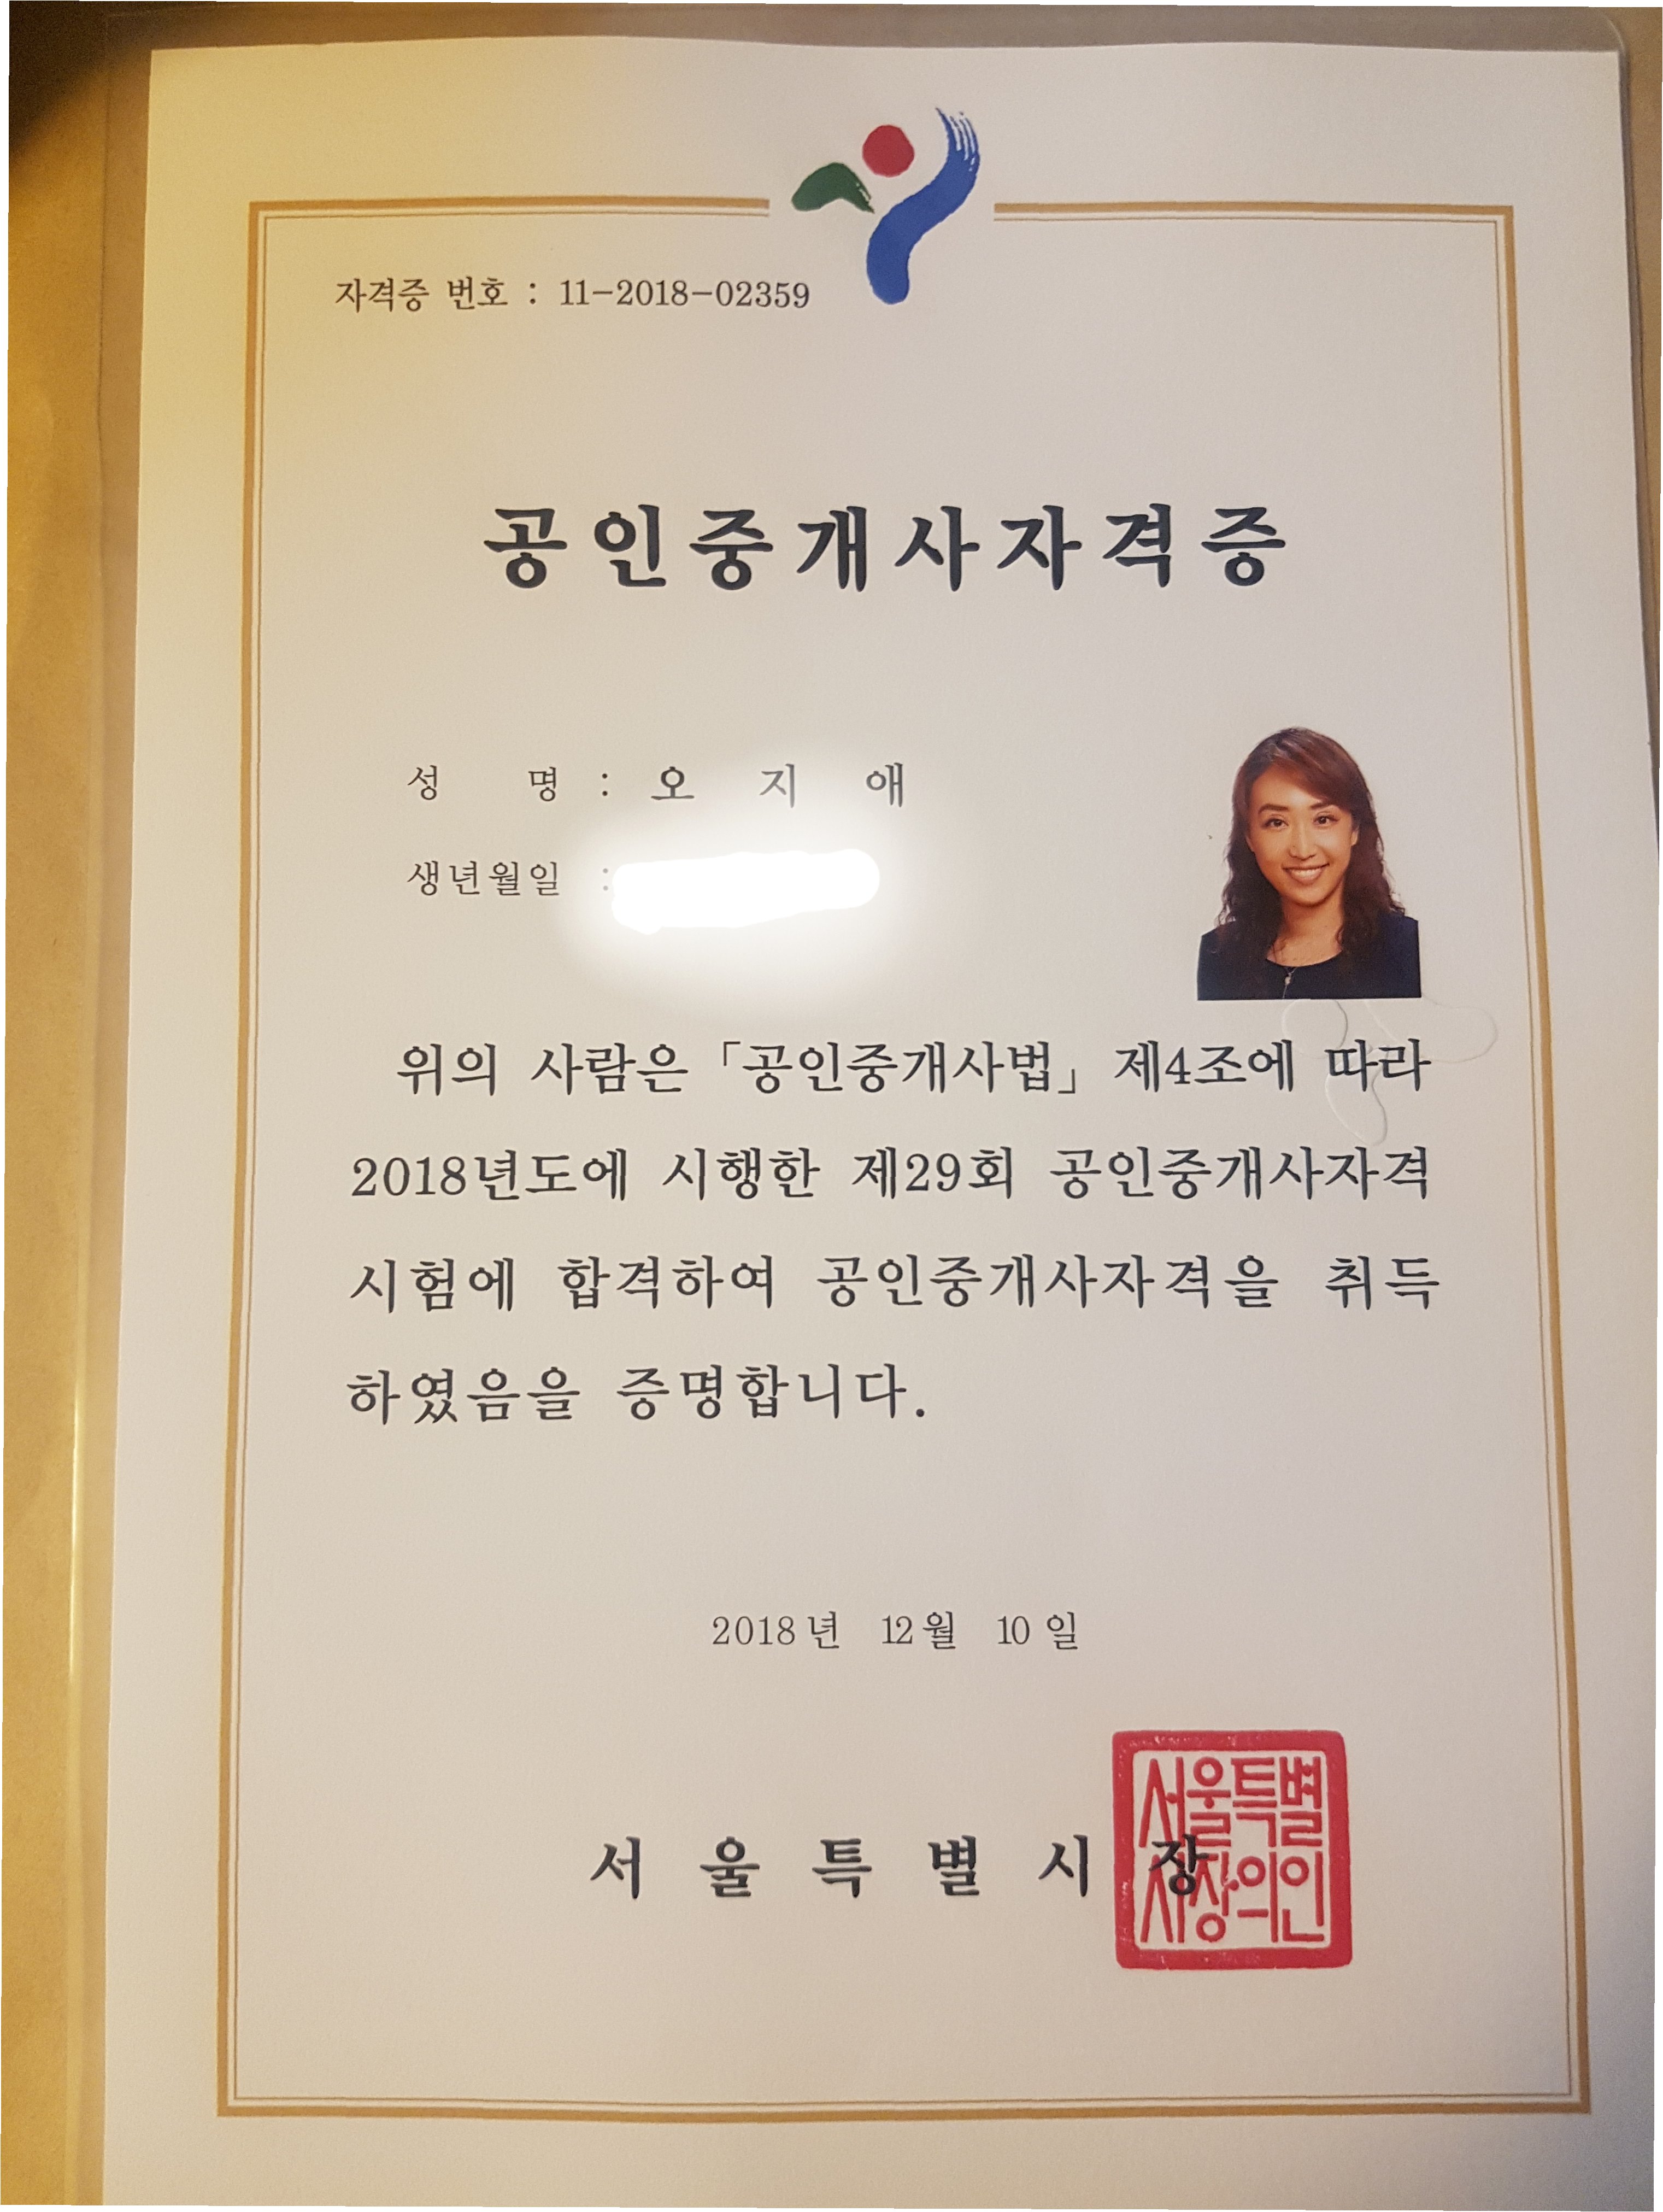 자격증 번호 : 11-2018-02359
공인중개사자격증
성 명 : 오 지 애
생년월일 :
위의 사람은 「공인중개사법」 제4조에 따라
2018년도에 시행한 제29회 공인중개사자격
시험에 합격하여 공인중개사자격을 취득
하였음을 증명합니다.
2018년 12월 10일
서울특별시장
서울특별
시장의인